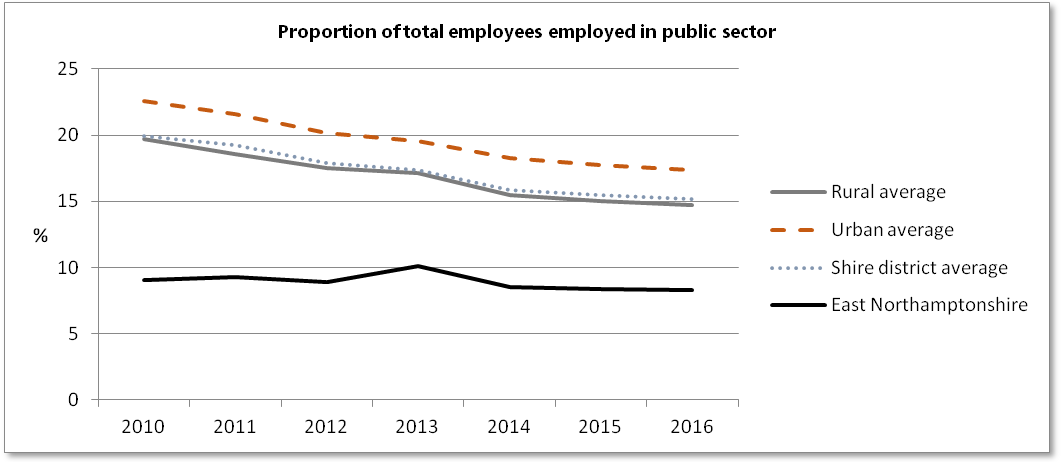 Proportion of total employees employed in public sector
25
20
15
10
5
0
%
2010 2011 2012 2013 2014 2015 2016
Rural average
Urban average
Shire district average
East Northamptonshire